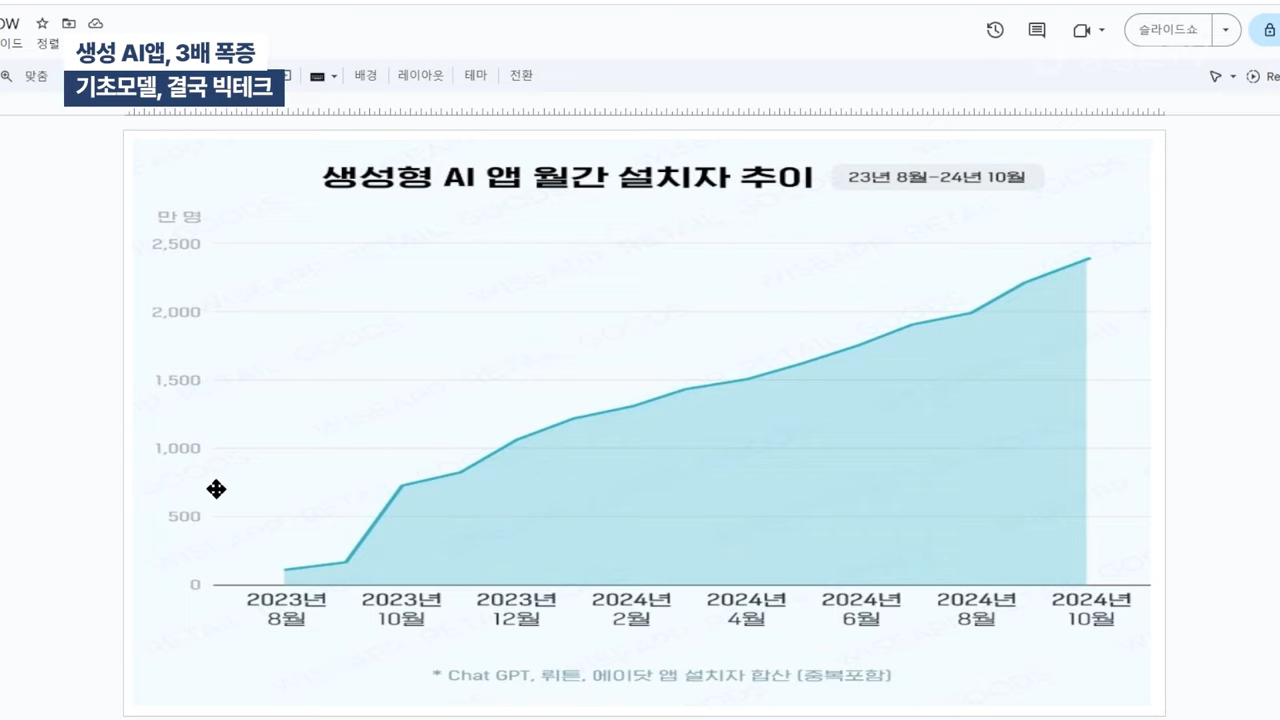 OW
이드 정렬
생성 AI앱, 3배 폭증
기초모델, 결국 빅테크
슬라이드쇼
맞춤
배경 레이아웃 테마 전환
Re
생성형 AI 앱 월간 설치자 추이
23년 8월-24년 10월
만 명
2,500
2,000
1,500
1,000
500
0
2023년 8월
2023년 10월
2023년 12월
2024년 2월
2024년 4월
2024년 6월
2024년 8월
2024년 10월
* Chat GPT, 뤼튼, 에이닷 앱 설치자 합산 (중복포함)